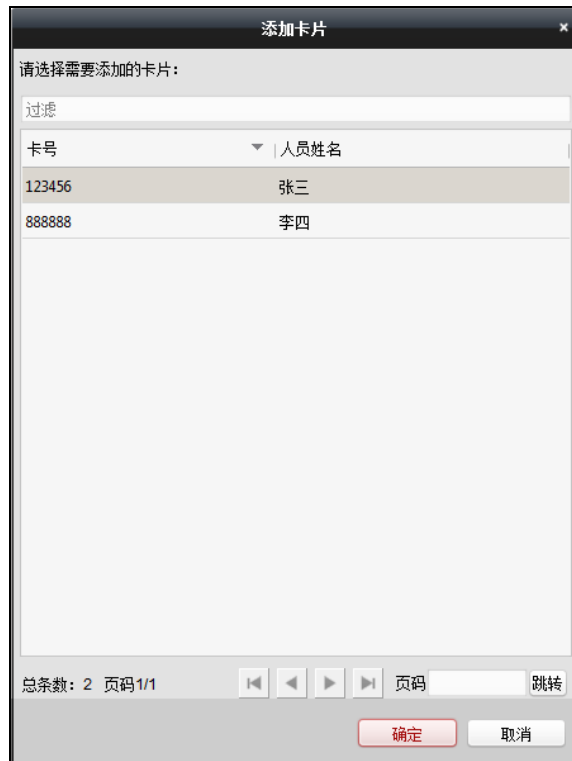 添加卡片 ×
请选择需要添加的卡片：
过滤
卡号 人员姓名
123456 张三
888888 李四
总条数：2 页码1/1 页码 跳转
确定 取消